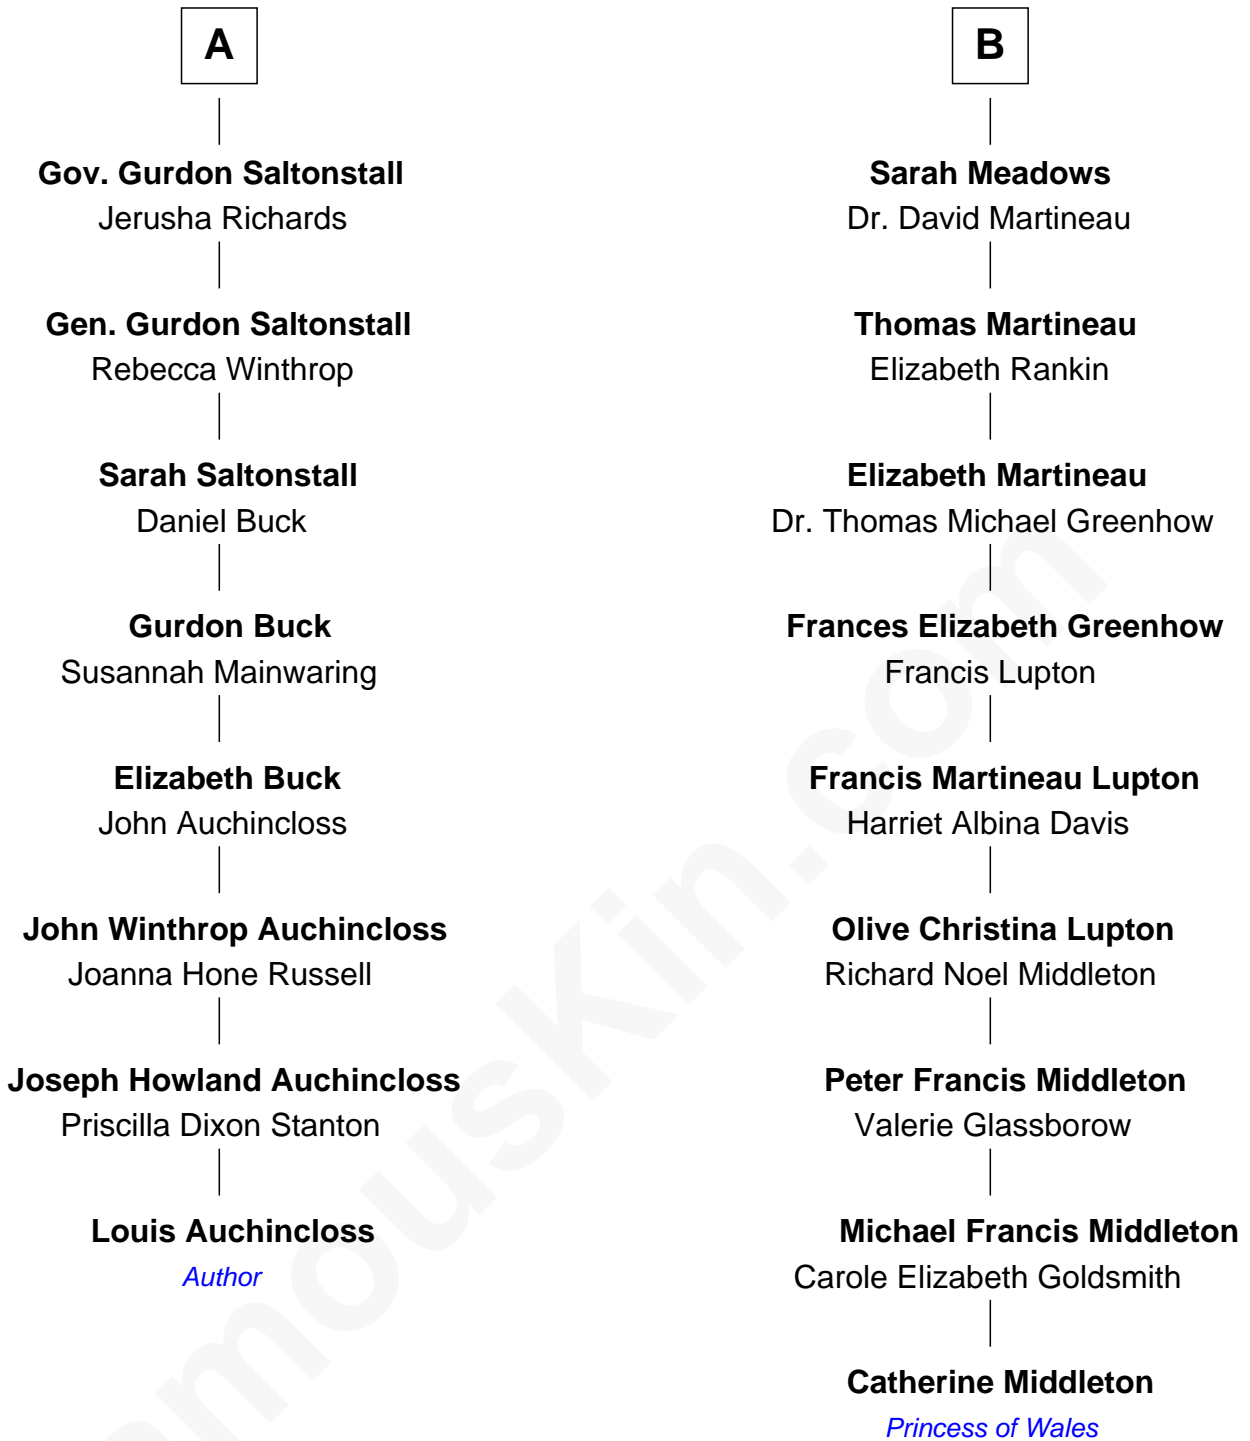 A
Gov. Gurdon Saltonstall
Jerusha Richards
Gen. Gurdon Saltonstall
Rebecca Winthrop
Sarah Saltonstall
Daniel Buck
Gurdon Buck
Susannah Mainwaring
Elizabeth Buck
John Auchincloss
John Winthrop Auchincloss
Joanna Hone Russell
Joseph Howland Auchincloss
Priscilla Dixon Stanton
Louis Auchincloss
Author
B
Sarah Meadows
Dr. David Martineau
Thomas Martineau
Elizabeth Rankin
Elizabeth Martineau
Dr. Thomas Michael Greenhow
Frances Elizabeth Greenhow
Francis Lupton
Francis Martineau Lupton
Harriet Albina Davis
Olive Christina Lupton
Richard Noel Middleton
Peter Francis Middleton
Valerie Glassborow
Michael Francis Middleton
Carole Elizabeth Goldsmith
Catherine Middleton
Princess of Wales
amousKin.com